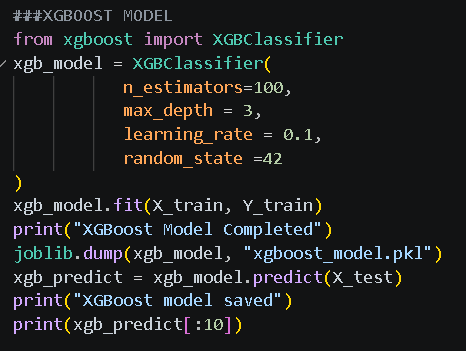 ###XGBOOST MODEL
from xgboost import XGBClassifier
xgb_model = XGBClassifier(
            n_estimators=100,
            max_depth = 3,
            learning_rate = 0.1,
            random_state =42
)
xgb_model.fit(X_train, Y_train)
print("XGBoost Model Completed")
joblib.dump(xgb_model, "xgboost_model.pkl")
xgb_predict = xgb_model.predict(X_test)
print("XGBoost model saved")
print(xgb_predict[:10])